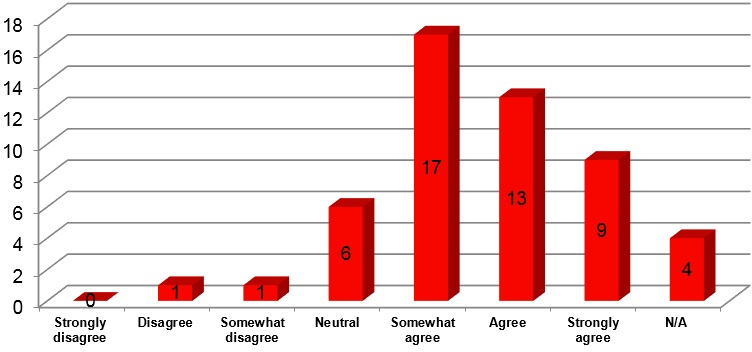 18
16
14
12
10
8
6
4
2
0
0
1
1
6
17
13
9
4
Strongly disagree
Disagree
Somewhat disagree
Neutral
Somewhat agree
Agree
Strongly agree
N/A